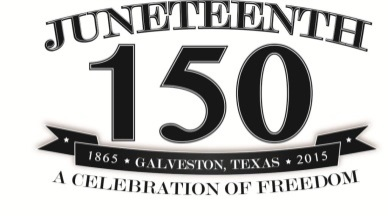 JUNETEENTH
150
1865 ★ GALVESTON, TEXAS ★ 2015
A CELEBRATION OF FREEDOM